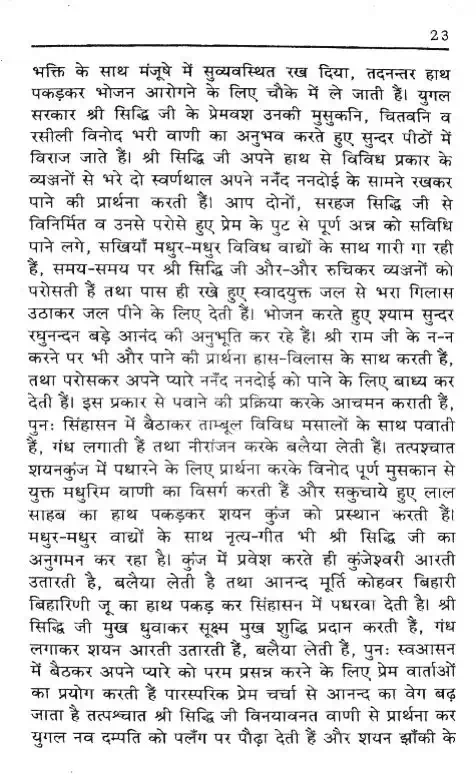 23
भक्ति के साथ मंजूषे में सुव्यवस्थित रख दिया, तदनन्तर हाथ
पकड़कर भोजन आरोगने के लिए चौके में ले जाती हैं। युगल
सरकार श्री सिद्धि जी के प्रेमवश उनकी मुसुकनि, चितवनि व
रसीली विनोद भरी वाणी का अनुभव करते हुए सुन्दर पीठों में
विराज जाते हैं। श्री सिद्धि जी अपने हाथ से विविध प्रकार के
व्यञ्जनों से भरे दो स्वर्णथाल अपने ननँद ननदोई के सामने रखकर
पाने की प्रार्थना करती हैं। आप दोनों, सरहज सिद्धि जी से
विनिर्मित व उनसे परोसे हुए प्रेम के पुट से पूर्ण अन्न को सविधि
पाने लगे, सखियाँ मधुर-मधुर विविध वाद्यों के साथ गारी गा रही
हैं, समय-समय पर श्री सिद्धि जी और-और रुचिकर व्यञ्जनों को
परोसती हैं तथा पास ही रखे हुए स्वादयुक्त जल से भरा गिलास
उठाकर जल पीने के लिए देती हैं। भोजन करते हुए श्याम सुन्दर
रघुनन्दन बड़े आनंद की अनुभूति कर रहे हैं। श्री राम जी के न-न
करने पर भी और पाने की प्रार्थना हास-विलास के साथ करती हैं,
तथा परोसकर अपने प्यारे ननँद ननदोई को पाने के लिए बाध्य कर
देती हैं। इस प्रकार से पवाने की प्रक्रिया करके आचमन कराती हैं,
पुनः सिंहासन में बैठाकर ताम्बूल विविध मसालों के साथ पवाती
हैं, गंध लगाती हैं तथा नीरांजन करके बलैया लेती हैं। तत्पश्चात
शयनकुंज में पधारने के लिए प्रार्थना करके विनोद पूर्ण मुसकान से
युक्त मधुरिम वाणी का विसर्ग करती हैं और सकुचाये हुए लाल
साहब का हाथ पकड़कर शयन कुंज को प्रस्थान करती हैं।
मधुर-मधुर वाद्यों के साथ नृत्य-गीत भी श्री सिद्धि जी का
अनुगमन कर रहा है। कुंज में प्रवेश करते ही कुंजेश्वरी आरती
उतारती है, बलैया लेती है तथा आनन्द मूर्ति कोहवर बिहारी
बिहारिणी जू का हाथ पकड़ कर सिंहासन में पधरवा देती है। श्री
सिद्धि जी मुख धुवाकर सूक्ष्म मुख शुद्धि प्रदान करती हैं, गंध
लगाकर शयन आरती उतारती हैं, बलैया लेती हैं, पुनः स्वआसन
में बैठकर अपने प्यारे को परम प्रसन्न करने के लिए प्रेम वार्ताओं
का प्रयोग करती हैं पारस्परिक प्रेम चर्चा से आनन्द का वेग बढ़
जाता है तत्पश्चात श्री सिद्धि जी विनयावनत वाणी से प्रार्थना कर
युगल नव दम्पति को पलँग पर पौढ़ा देती हैं और शयन झाँकी के